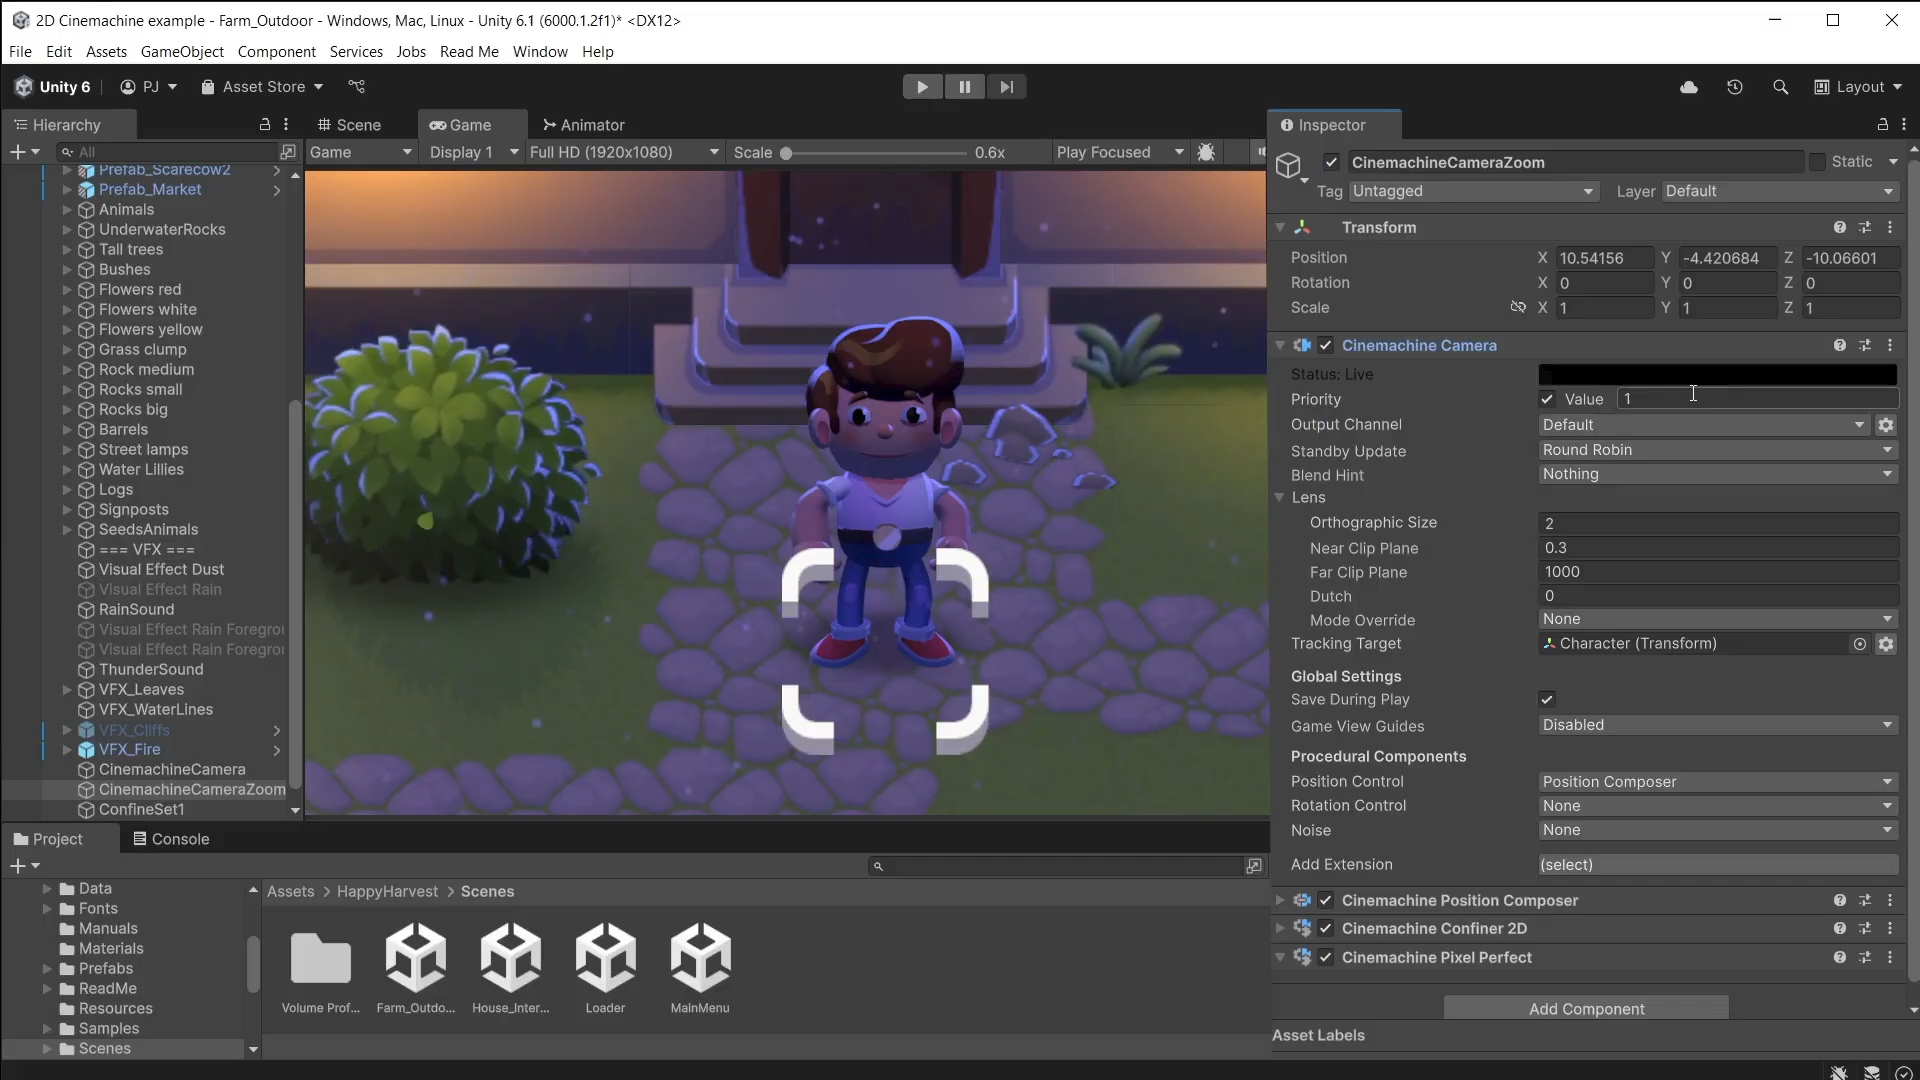 2D Cinemachine example - Farm_Outdoor - Windows, Mac, Linux - Unity 6.1 (6000.1.2f1)* <DX12>
File Edit Assets GameObject Component Services Jobs Read Me Window Help
Unity 6 PJ Asset Store Layout
Hierarchy
All
Prefab_Scarecow2
Prefab_Market
Animals
UnderwaterRocks
Tall trees
Bushes
Flowers red
Flowers white
Flowers yellow
Grass clump
Rock medium
Rocks small
Rocks big
Barrels
Street lamps
Water Lillies
Logs
Signposts
SeedsAnimals
=== VFX ===
Visual Effect Dust
Visual Effect Rain
RainSound
Visual Effect Rain Foregrou
Visual Effect Rain Foregrou
ThunderSound
VFX_Leaves
VFX_WaterLines
VFX_Cliffs
VFX_Fire
CinemachineCamera
CinemachineCameraZoom
ConfineSet1
Scene Game Animator
Game Display 1 Full HD (1920x1080) Scale 0.6x Play Focused
Inspector
CinemachineCameraZoom Static
Tag Untagged Layer Default
Transform
Position X 10.54156 Y -4.420684 Z -10.06601
Rotation X 0 Y 0 Z 0
Scale X 1 Y 1 Z 1
Cinemachine Camera
Status: Live
Priority Value 1
Output Channel Default
Standby Update Round Robin
Blend Hint Nothing
Lens
Orthographic Size 2
Near Clip Plane 0.3
Far Clip Plane 1000
Dutch 0
Mode Override None
Tracking Target Character (Transform)
Global Settings
Save During Play
Game View Guides Disabled
Procedural Components
Position Control Position Composer
Rotation Control None
Noise None
Add Extension (select)
Cinemachine Position Composer
Cinemachine Confiner 2D
Cinemachine Pixel Perfect
Add Component
Asset Labels
Project Console
Data
Fonts
Manuals
Materials
Prefabs
ReadMe
Resources
Samples
Scenes
Assets > HappyHarvest > Scenes
Volume Prof... Farm_Outdo... House_Inter... Loader MainMenu